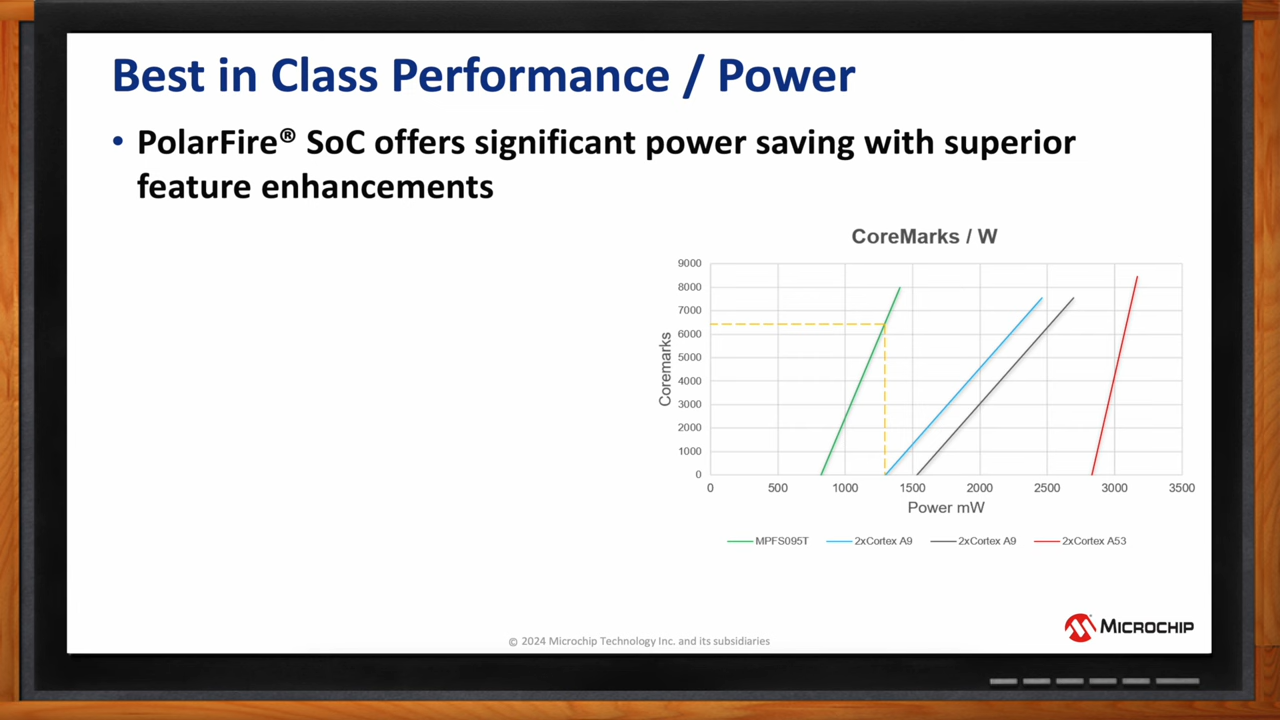 Best in Class Performance / Power
• PolarFire® SoC offers significant power saving with superior
feature enhancements
CoreMarks / W
9000
8000
7000
6000
5000
4000
3000
2000
1000
0
Coremarks
0 500 1000 1500 2000 2500 3000 3500
Power mW
MPFS095T 2xCortex A9 2xCortex A9 2xCortex A53
MICROCHIP
© 2024 Microchip Technology Inc. and its subsidiaries